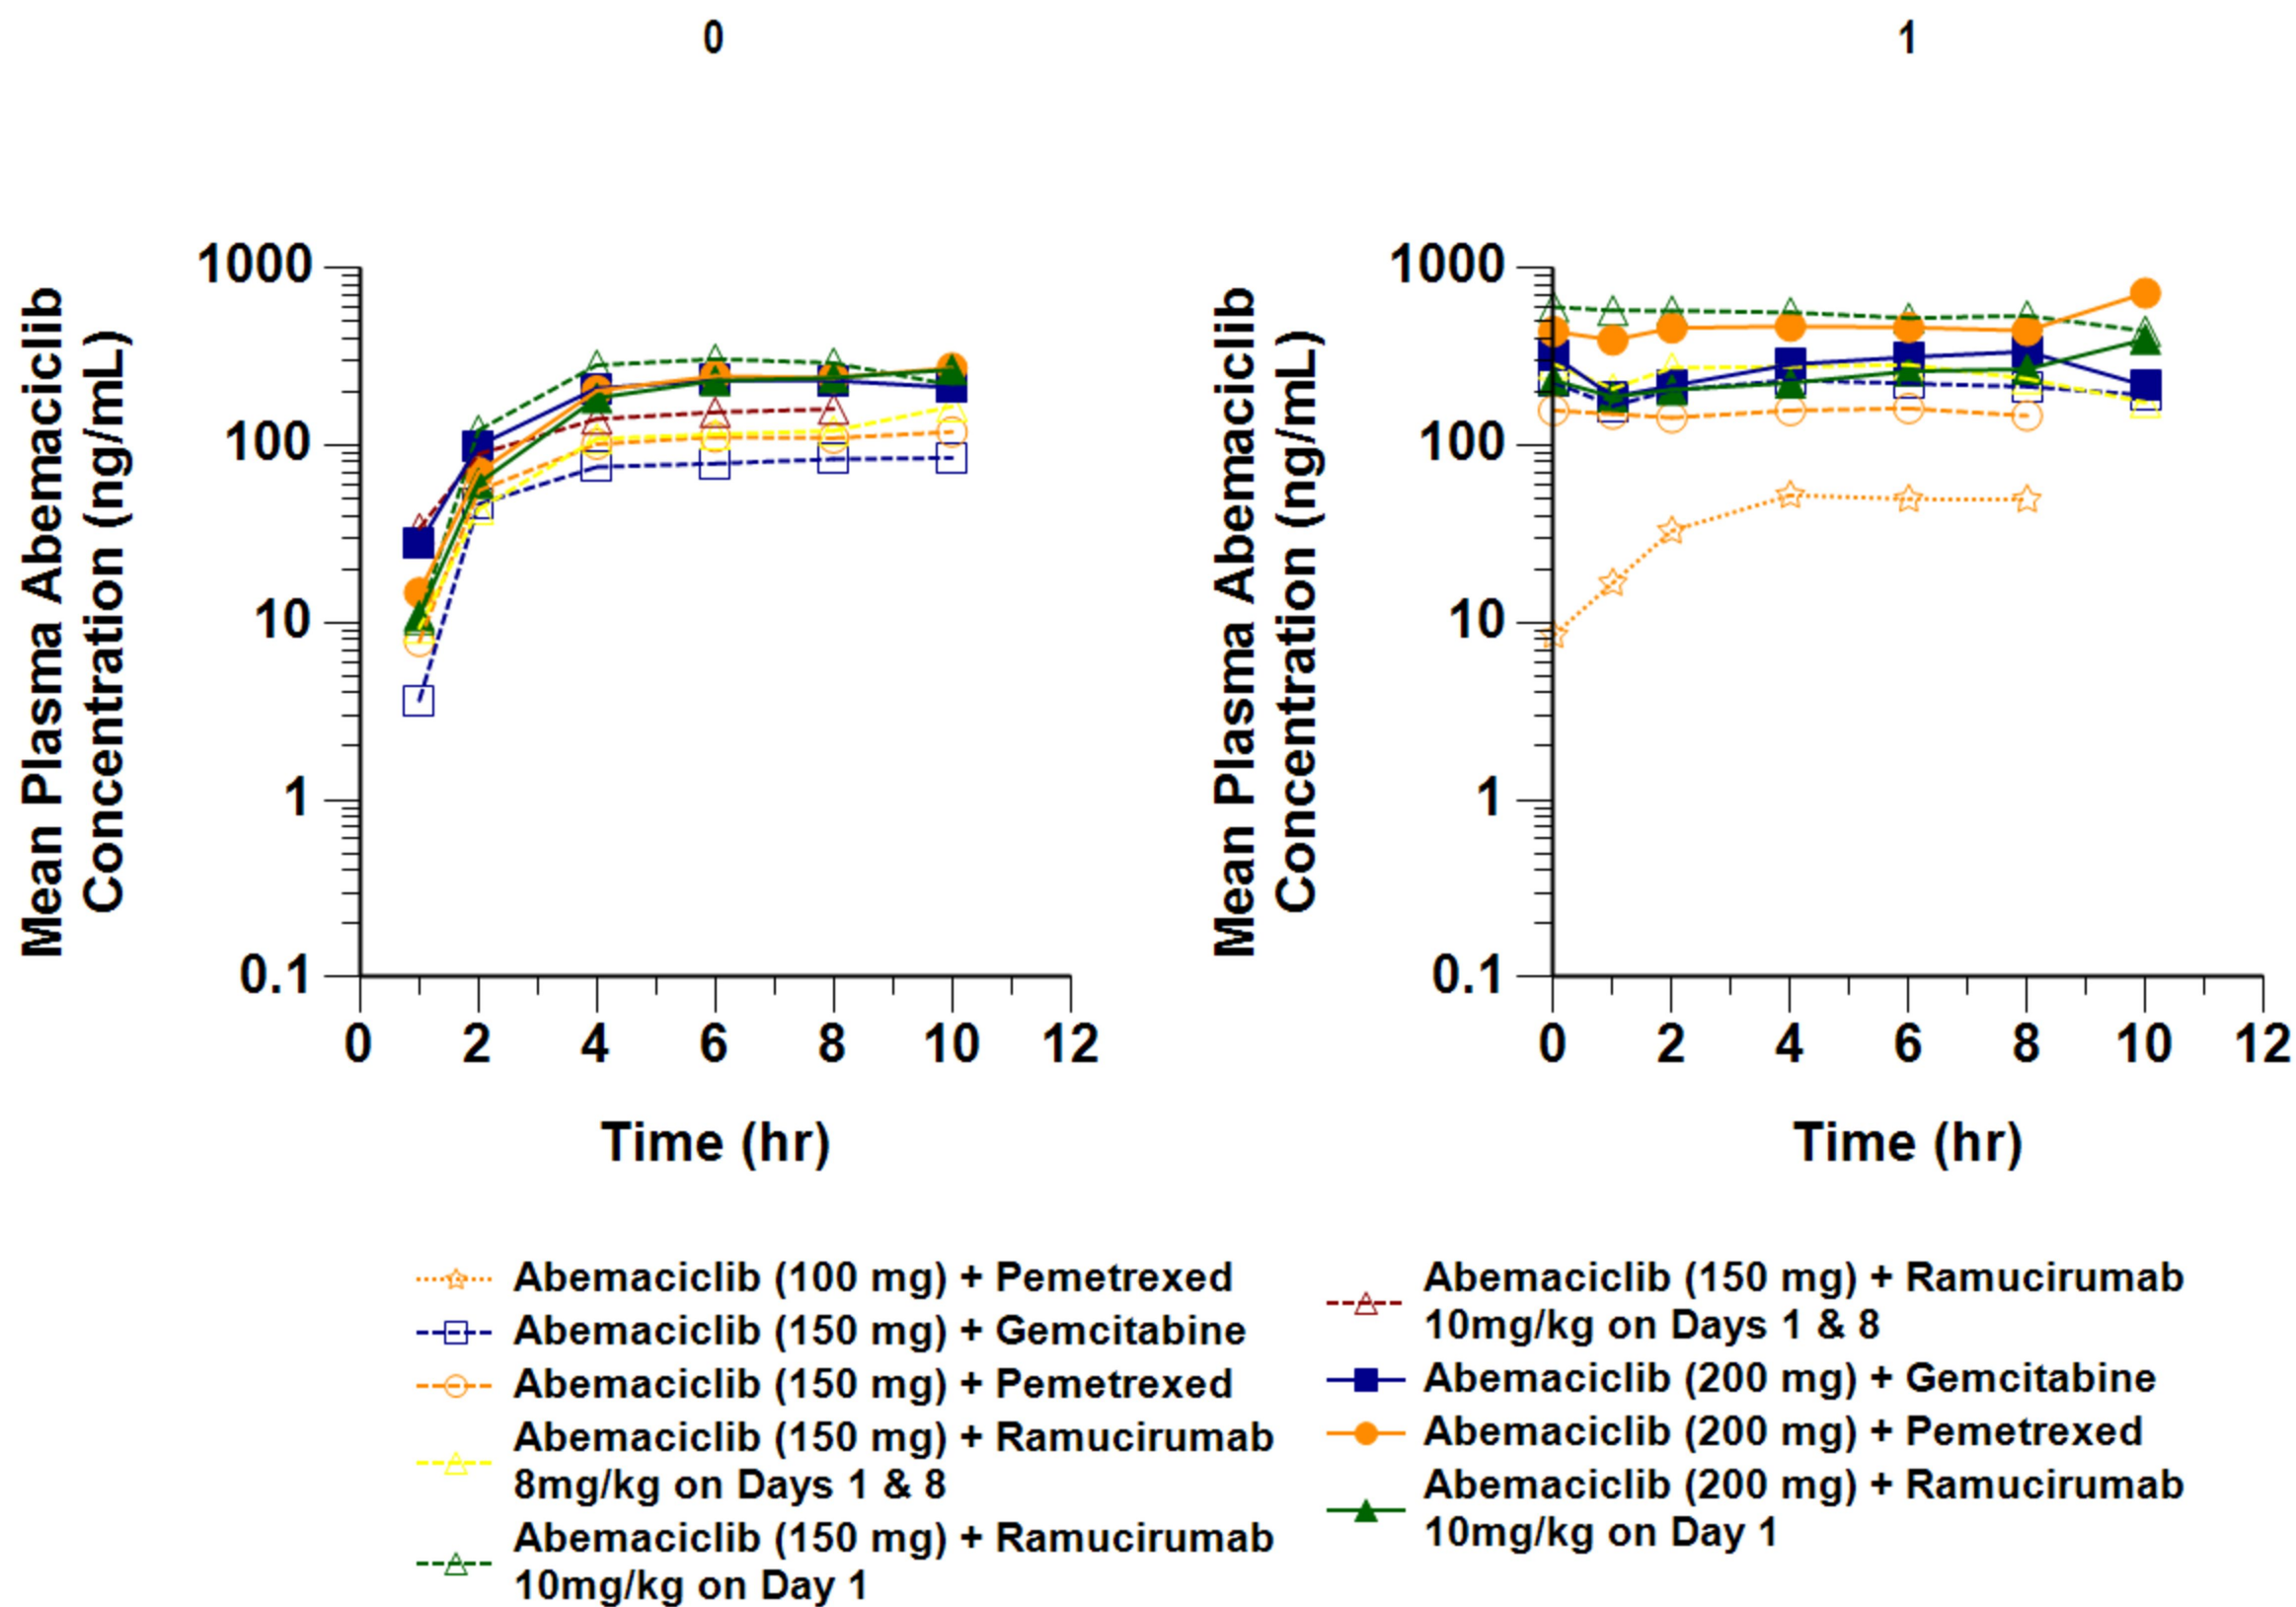 0
1
Mean Plasma Abemaciclib
Concentration (ng/mL)
1000
100
10
1
0.1
0 2 4 6 8 10 12
Time (hr)
Mean Plasma Abemaciclib
Concentration (ng/mL)
1000
100
10
1
0.1
0 2 4 6 8 10 12
Time (hr)
Abemaciclib (100 mg) + Pemetrexed
Abemaciclib (150 mg) + Gemcitabine
Abemaciclib (150 mg) + Pemetrexed
Abemaciclib (150 mg) + Ramucirumab
8mg/kg on Days 1 & 8
Abemaciclib (150 mg) + Ramucirumab
10mg/kg on Day 1
Abemaciclib (150 mg) + Ramucirumab
10mg/kg on Days 1 & 8
Abemaciclib (200 mg) + Gemcitabine
Abemaciclib (200 mg) + Pemetrexed
Abemaciclib (200 mg) + Ramucirumab
10mg/kg on Day 1